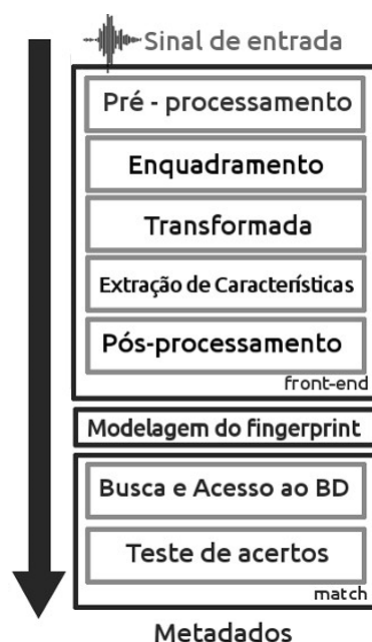 Sinal de entrada
Pré - processamento
Enquadramento
Transformada
Extração de Características
Pós-processamento
front-end
Modelagem do fingerprint
Busca e Acesso ao BD
Teste de acertos
match
Metadados